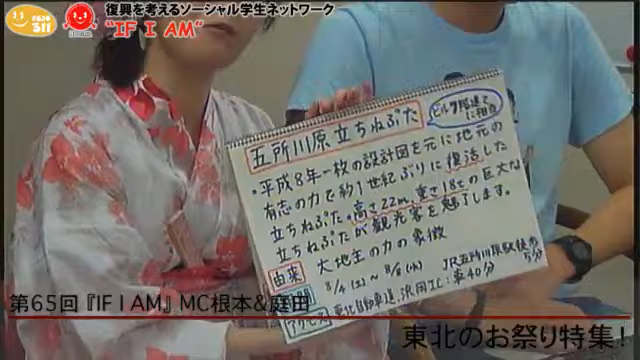 311
復興を考えるソーシャル学生ネットワーク
"IF I AM"
五所川原 立ちねぷた
ビル7階建てに相当
・平成8年一枚の設計図を元に地元の
有志の力で約1世紀ぶりに復活した
立ちねぷた。高さ22m、重さ18tの巨大な
立ちねぷたが観光客を魅了します。
由来 大地主の力の象徴
8/4(土)~8/8(水)
JR五所川原駅徒歩5分
アクセス 東北自動車道、浪岡IC:車40分
第65回『IF I AM』MC根本&庭田
東北のお祭り特集!